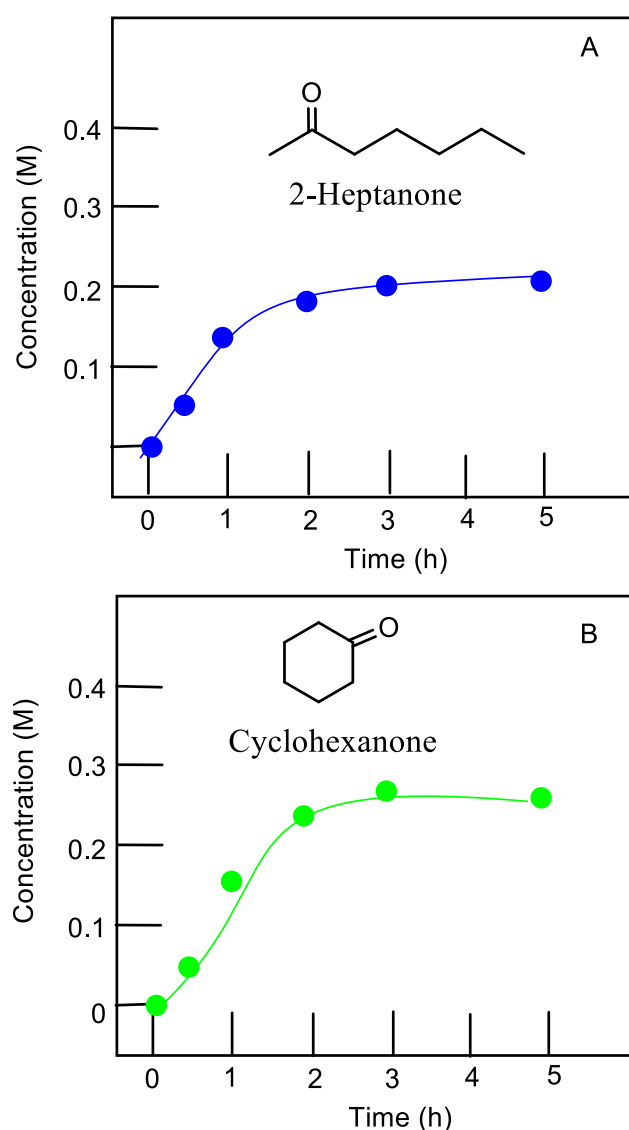 A
O
2-Heptanone
Concentration (M)
0.4
0.3
0.2
0.1
0 1 2 3 4 5
Time (h)
B
O
Cyclohexanone
Concentration (M)
0.4
0.3
0.2
0.1
0
0 1 2 3 4 5
Time (h)